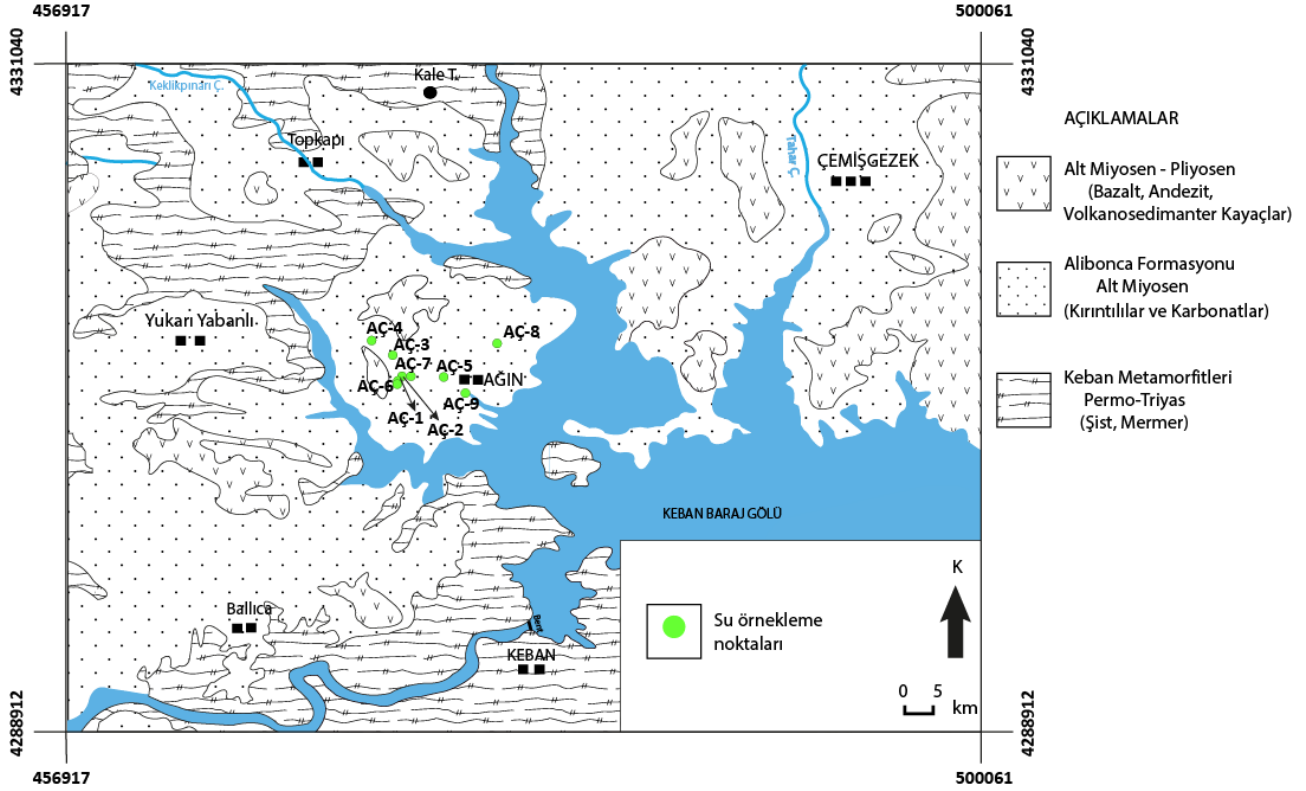 456917
500061
4331040
4331040
Kale T.
Keklikpınarı Ç.
Topkapı
Tahar Ç.
ÇEMİŞGEZEK
AÇIKLAMALAR
Alt Miyosen - Pliyosen
(Bazalt, Andezit,
Volkanosedimanter Kayaçlar)
Alibonca Formasyonu
Alt Miyosen
(Kırıntılılar ve Karbonatlar)
Keban Metamorfitleri
Permo-Triyas
(Şist, Mermer)
Yukarı Yabanlı
AÇ-4
AÇ-8
AÇ-3
AÇ-7
AÇ-5
AĞIN
AÇ-6
AÇ-9
AÇ-1
AÇ-2
KEBAN BARAJ GÖLÜ
K
Ballıca
Bent
Su örnekleme
noktaları
KEBAN
0 5
km
4288912
4288912
456917
500061